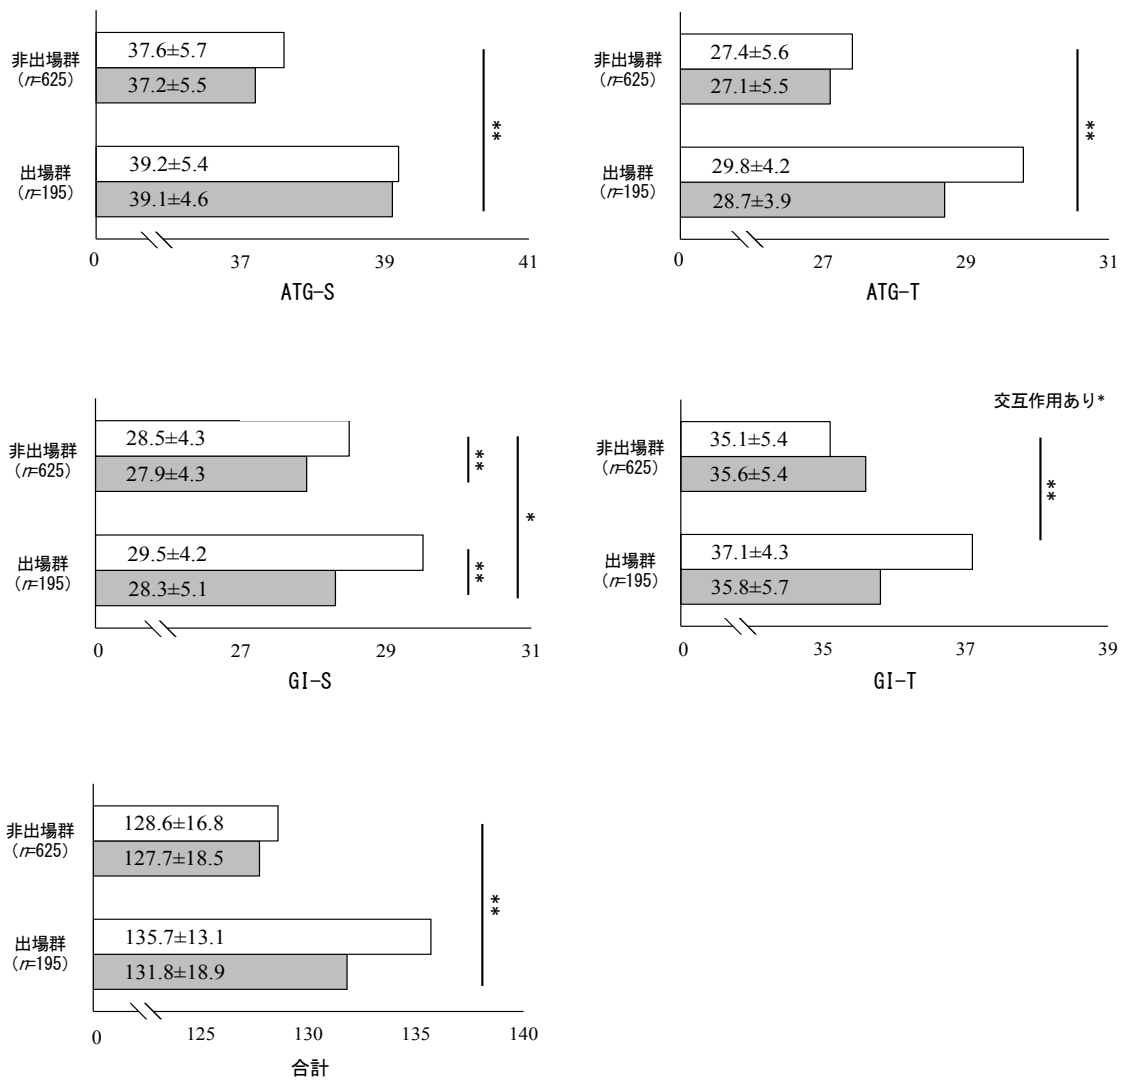 非出場群
(n=625)
37.6±5.7
37.2±5.5
出場群
(n=195)
39.2±5.4
39.1±4.6
**
0 37 39 41
ATG-S
非出場群
(n=625)
27.4±5.6
27.1±5.5
出場群
(n=195)
29.8±4.2
28.7±3.9
**
0 27 29 31
ATG-T
非出場群
(n=625)
28.5±4.3
27.9±4.3
**
出場群
(n=195)
29.5±4.2
28.3±5.1
**
*
0 27 29 31
GI-S
交互作用あり*
非出場群
(n=625)
35.1±5.4
35.6±5.4
出場群
(n=195)
37.1±4.3
35.8±5.7
**
0 35 37 39
GI-T
非出場群
(n=625)
128.6±16.8
127.7±18.5
出場群
(n=195)
135.7±13.1
131.8±18.9
**
0 125 130 135 140
合計